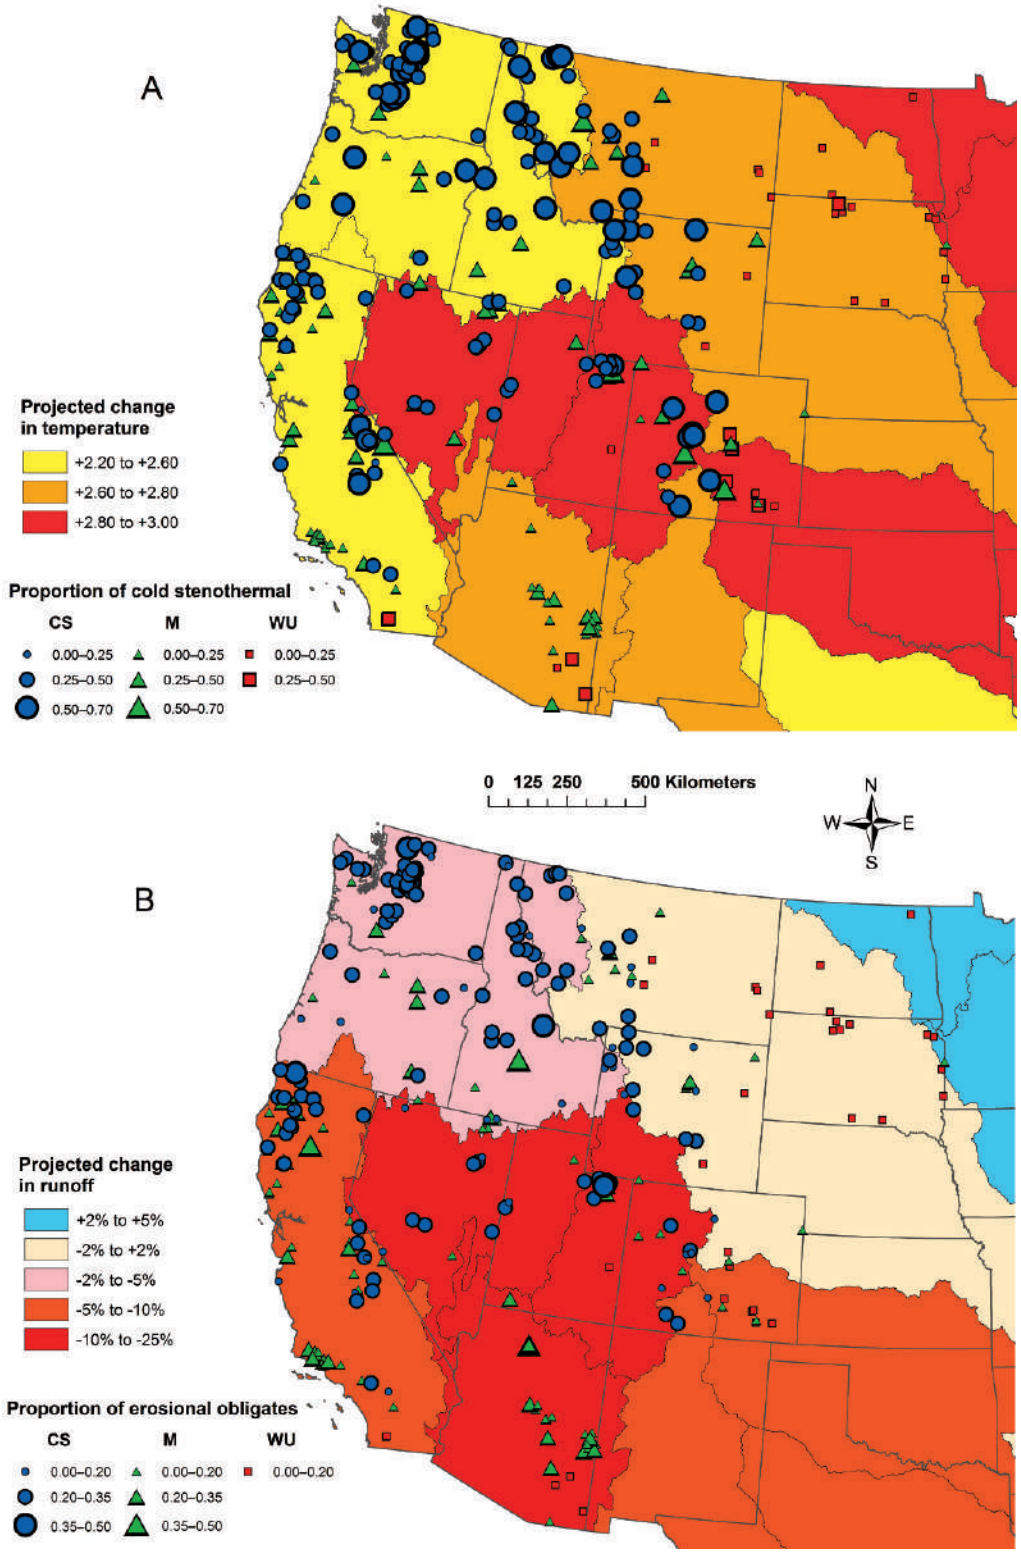 A
Projected change
in temperature
+2.20 to +2.60
+2.60 to +2.80
+2.80 to +3.00
Proportion of cold stenothermal
CS M WU
0.00–0.25 0.00–0.25 0.00–0.25
0.25–0.50 0.25–0.50 0.25–0.50
0.50–0.70 0.50–0.70
0 125 250 500 Kilometers
N
W E
S
B
Projected change
in runoff
+2% to +5%
-2% to +2%
-2% to -5%
-5% to -10%
-10% to -25%
Proportion of erosional obligates
CS M WU
0.00–0.20 0.00–0.20 0.00–0.20
0.20–0.35 0.20–0.35
0.35–0.50 0.35–0.50